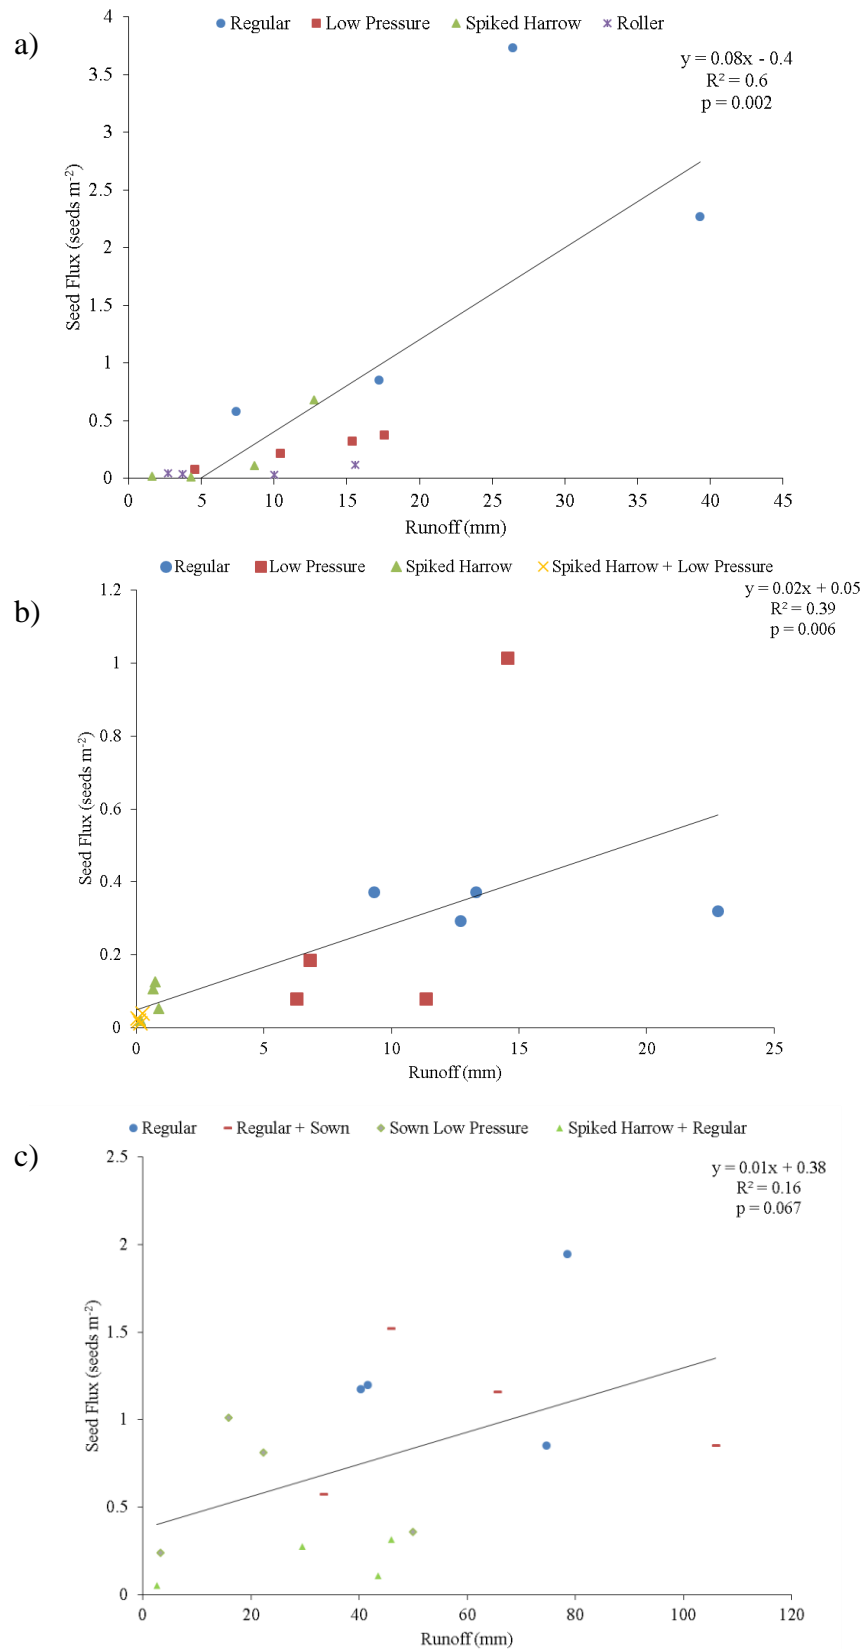 a)
Regular Low Pressure Spiked Harrow Roller
y = 0.08x - 0.4
R² = 0.6
p = 0.002
Seed Flux (seeds m⁻²)
4
3.5
3
2.5
2
1.5
1
0.5
0
0 5 10 15 20 25 30 35 40 45
Runoff (mm)
b)
Regular Low Pressure Spiked Harrow Spiked Harrow + Low Pressure
y = 0.02x + 0.05
R² = 0.39
p = 0.006
Seed Flux (seeds m⁻²)
1.2
1
0.8
0.6
0.4
0.2
0
0 5 10 15 20 25
Runoff (mm)
c)
Regular Regular + Sown Sown Low Pressure Spiked Harrow + Regular
y = 0.01x + 0.38
R² = 0.16
p = 0.067
Seed Flux (seeds m⁻²)
2.5
2
1.5
1
0.5
0
0 20 40 60 80 100 120
Runoff (mm)